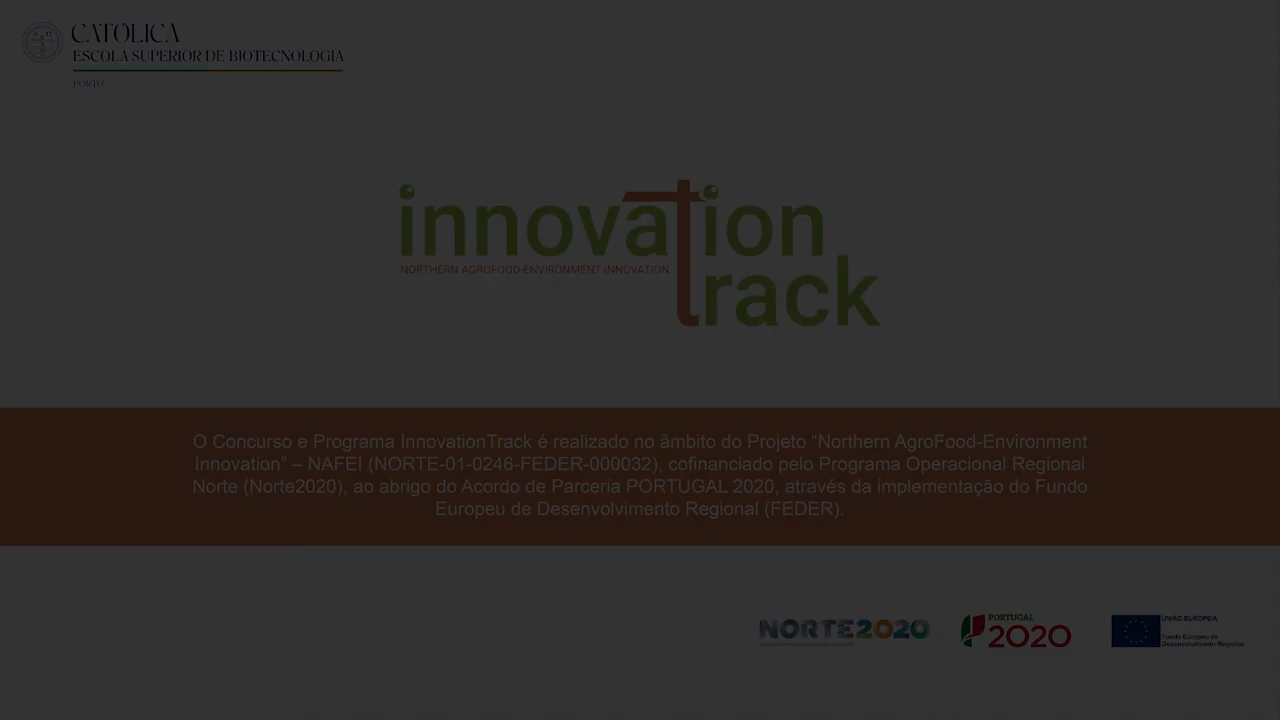 CATÓLICA
ESCOLA SUPERIOR DE BIOTECNOLOGIA
PORTO
innovation
NORTHERN AGROFOOD-ENVIRONMENT INNOVATION
track
O Concurso e Programa InnovationTrack é realizado no âmbito do Projeto “Northern AgroFood-Environment
Innovation” – NAFEI (NORTE-01-0246-FEDER-000032), cofinanciado pelo Programa Operacional Regional
Norte (Norte2020), ao abrigo do Acordo de Parceria PORTUGAL 2020, através da implementação do Fundo
Europeu de Desenvolvimento Regional (FEDER).
NORTE2020
PORTUGAL
2020
UNIÃO EUROPEIA
Fundo Europeu de
Desenvolvimento Regional